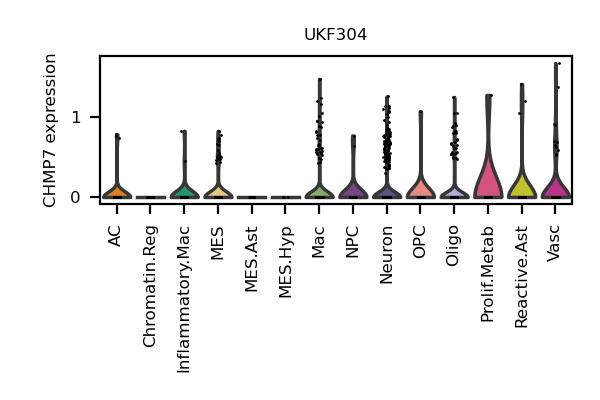 UKF304
CHMP7 expression
1
0
AC
Chromatin.Reg
Inflammatory.Mac
MES
MES.Ast
MES.Hyp
Mac
NPC
Neuron
OPC
Oligo
Prolif.Metab
Reactive.Ast
Vasc